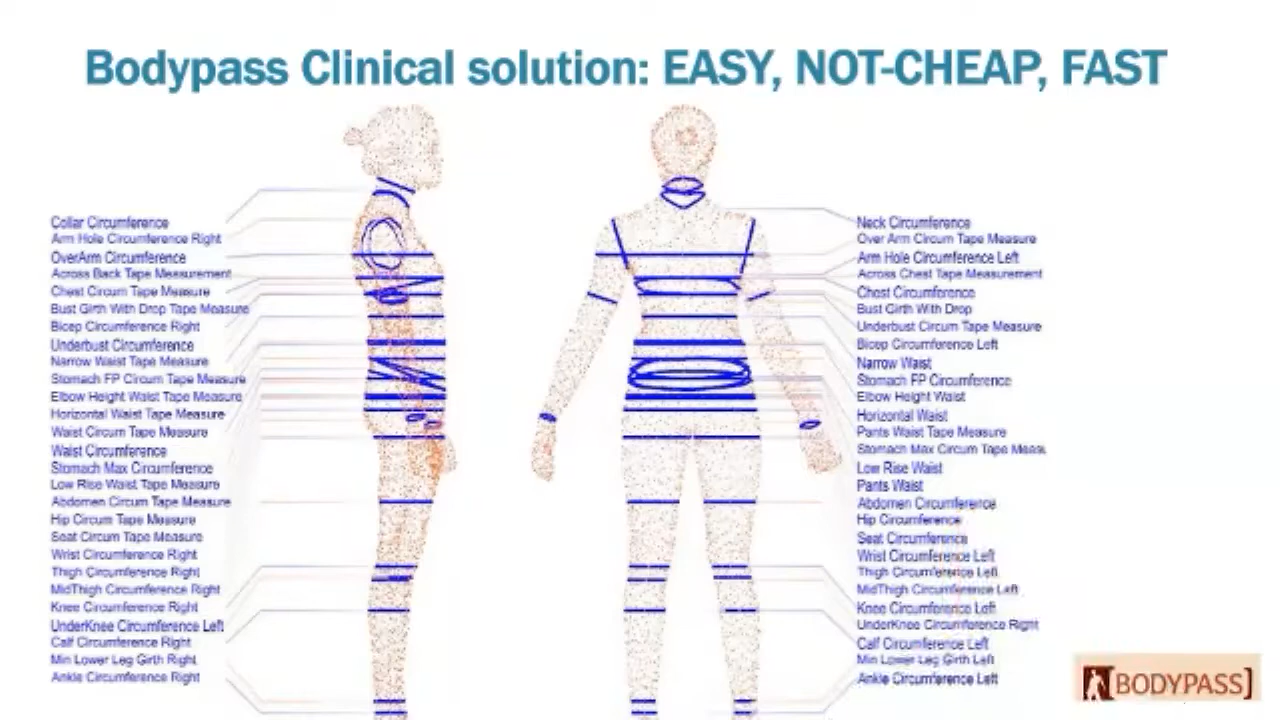 Bodypass Clinical solution: EASY, NOT-CHEAP, FAST
Collar Circumference
Arm Hole Circumference Right
OverArm Circumference
Across Back Tape Measurement
Chest Circum Tape Measure
Bust Girth With Drop Tape Measure
Bicep Circumference Right
Underbust Circumference
Narrow Waist Tape Measure
Stomach FP Circum Tape Measure
Elbow Height Waist Tape Measure
Horizontal Waist Tape Measure
Waist Circum Tape Measure
Waist Circumference
Stomach Max Circumference
Low Rise Waist Tape Measure
Abdomen Circum Tape Measure
Hip Circum Tape Measure
Seat Circum Tape Measure
Wrist Circumference Right
Thigh Circumference Right
MidThigh Circumference Right
Knee Circumference Right
UnderKnee Circumference Left
Calf Circumference Right
Min Lower Leg Girth Right
Ankle Circumference Right
Neck Circumference
Over Arm Circum Tape Measure
Arm Hole Circumference Left
Across Chest Tape Measurement
Chest Circumference
Bust Girth With Drop
Underbust Circum Tape Measure
Bicep Circumference Left
Narrow Waist
Stomach FP Circumference
Elbow Height Waist
Horizontal Waist
Pants Waist Tape Measure
Stomach Max Circum Tape Measu
Low Rise Waist
Pants Waist
Abdomen Circumference
Hip Circumference
Seat Circumference
Wrist Circumference Left
Thigh Circumference Left
MidThigh Circumference Left
Knee Circumference Left
UnderKnee Circumference Right
Calf Circumference Left
Min Lower Leg Girth Left
Ankle Circumference Left
[BODYPASS]